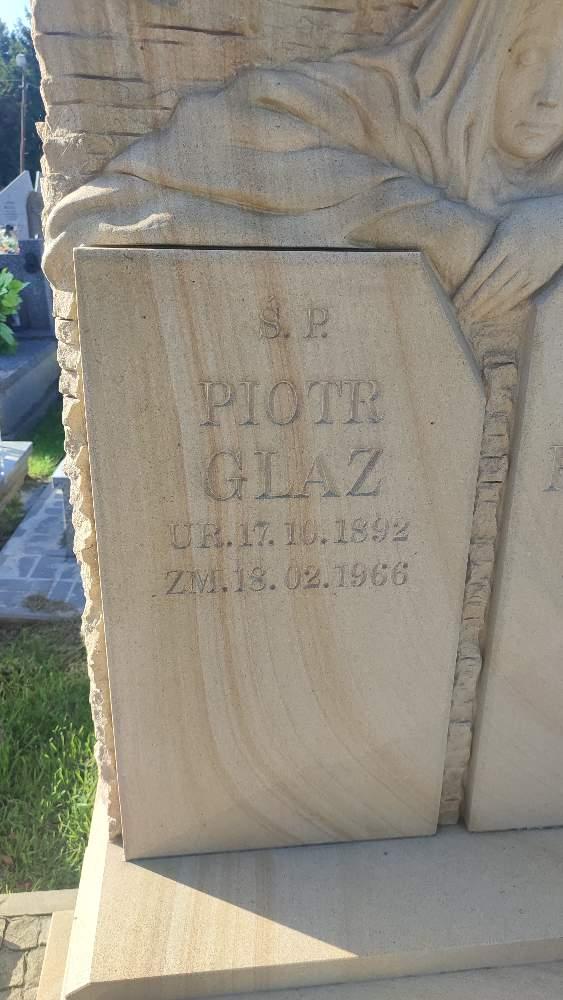 Ś. P.
PIOTR
GLAZ
UR. 17. 10. 1892
ZM. 18. 02. 1966